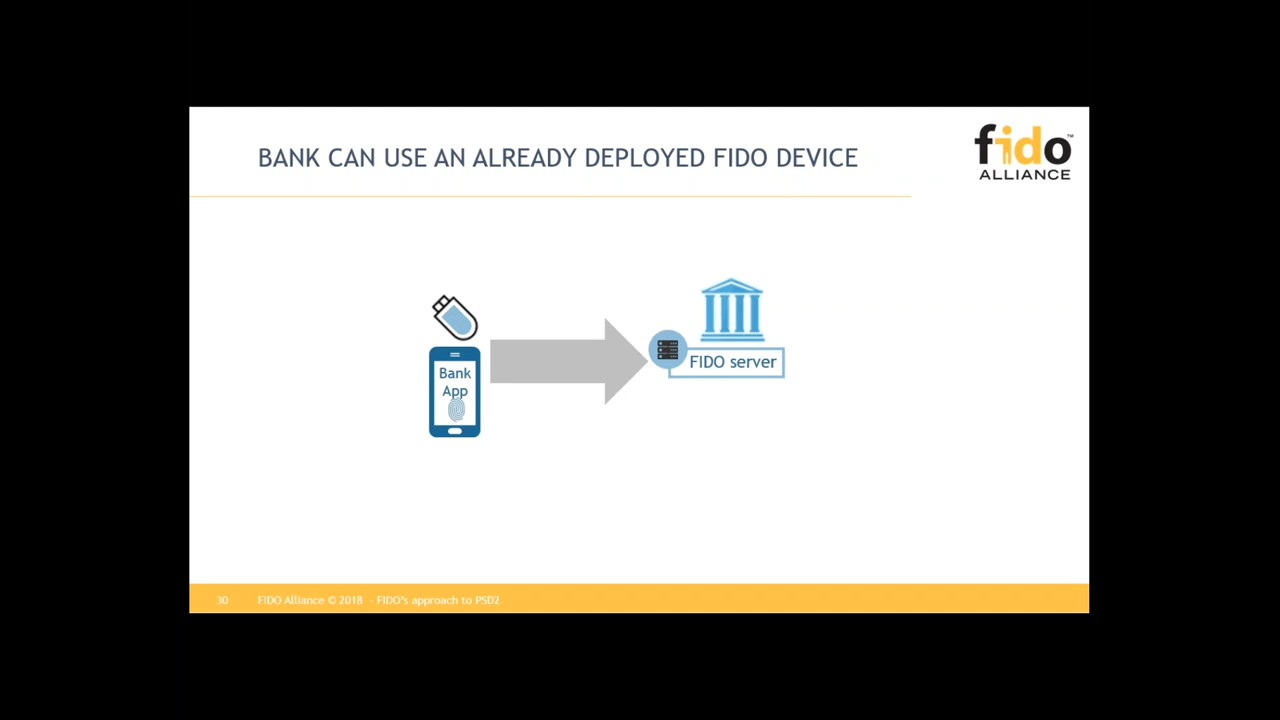 BANK CAN USE AN ALREADY DEPLOYED FIDO DEVICE
fido™
ALLIANCE
Bank
App
FIDO server
30 FIDO Alliance © 2018 - FIDO's approach to PSD2